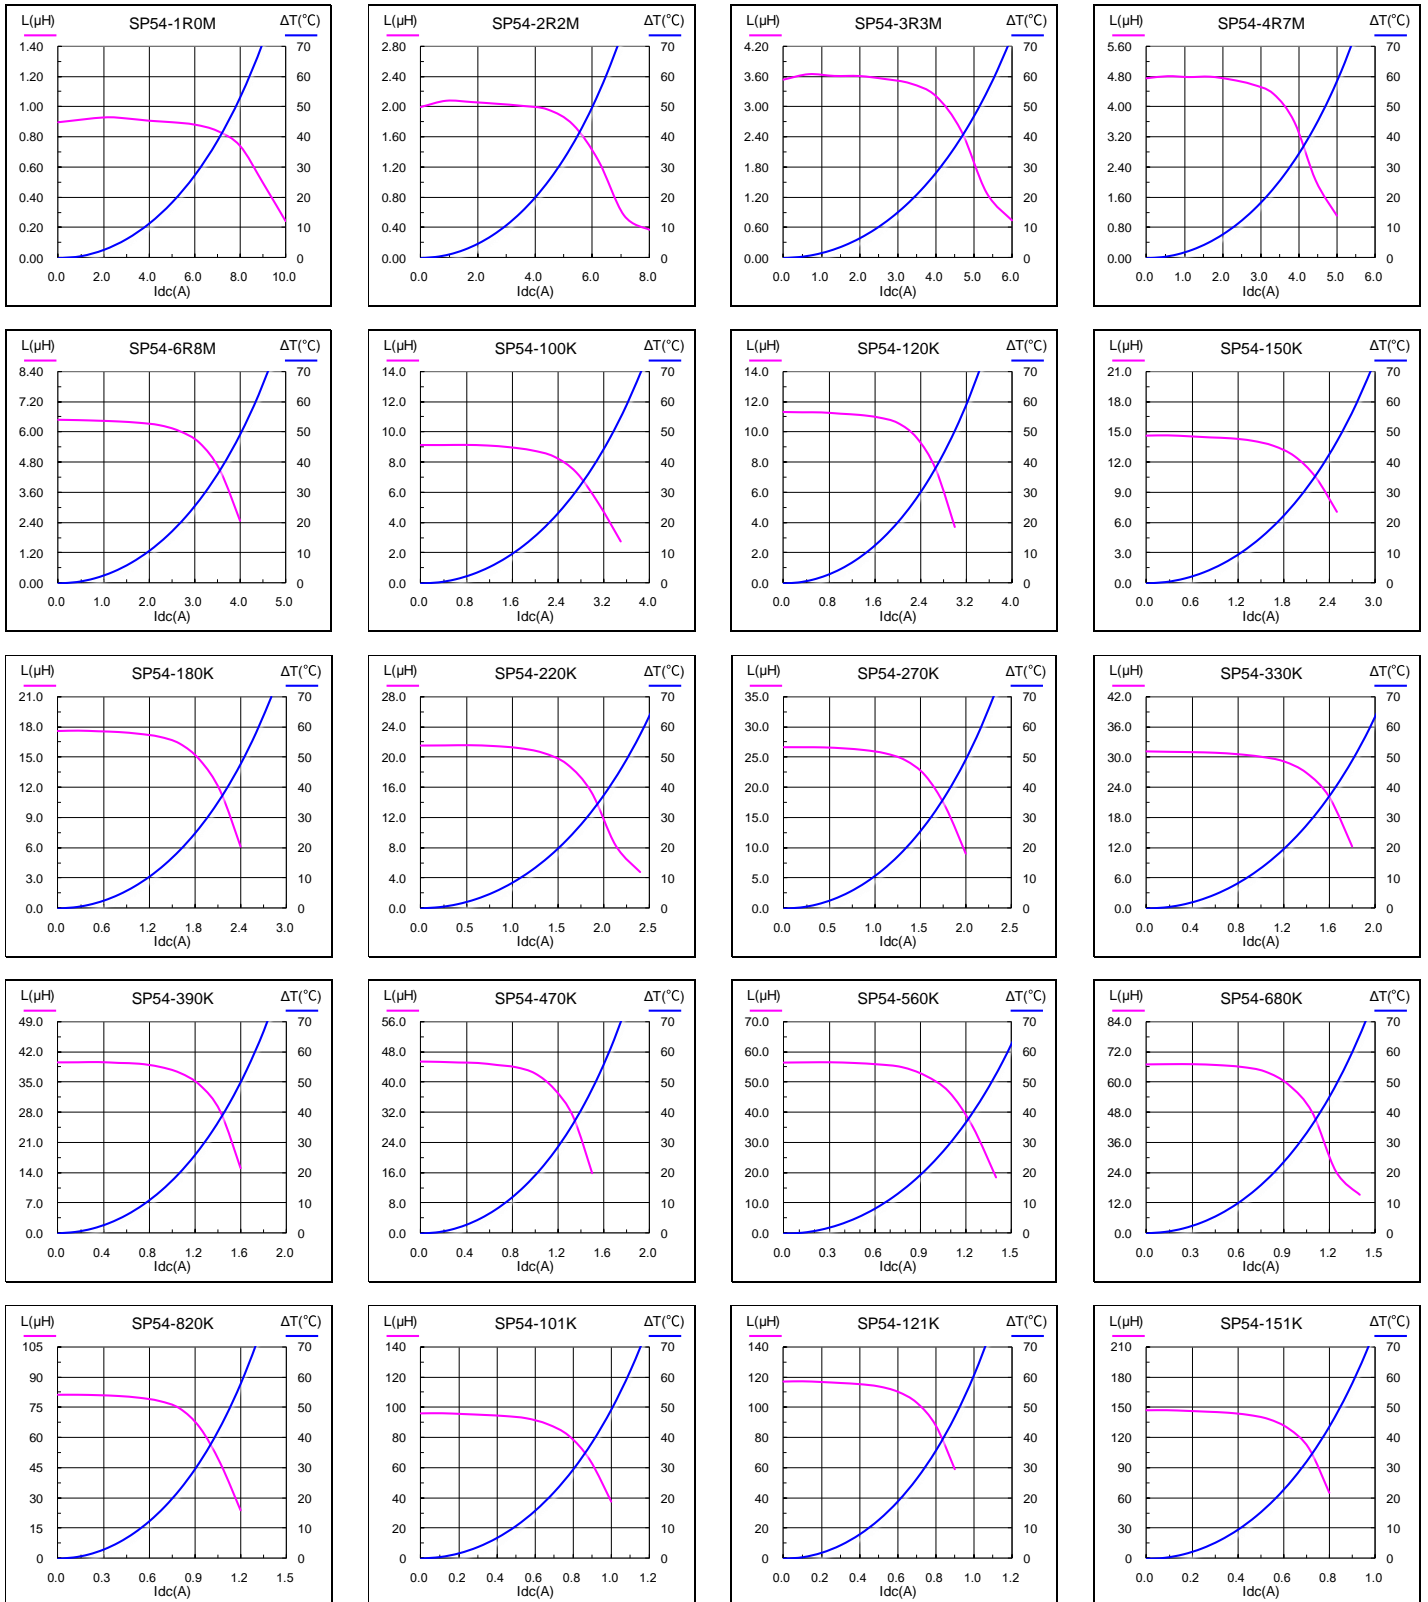 L(μH) SP54-1R0M ΔT(°C)
1.40 70
1.20 60
1.00 50
0.80 40
0.60 30
0.40 20
0.20 10
0.00 0
0.0 2.0 4.0 6.0 8.0 10.0
Idc(A)
L(μH) SP54-2R2M ΔT(°C)
2.80 70
2.40 60
2.00 50
1.60 40
1.20 30
0.80 20
0.40 10
0.00 0
0.0 2.0 4.0 6.0 8.0
Idc(A)
L(μH) SP54-3R3M ΔT(°C)
4.20 70
3.60 60
3.00 50
2.40 40
1.80 30
1.20 20
0.60 10
0.00 0
0.0 1.0 2.0 3.0 4.0 5.0 6.0
Idc(A)
L(μH) SP54-4R7M ΔT(°C)
5.60 70
4.80 60
4.00 50
3.20 40
2.40 30
1.60 20
0.80 10
0.00 0
0.0 1.0 2.0 3.0 4.0 5.0 6.0
Idc(A)
L(μH) SP54-6R8M ΔT(°C)
8.40 70
7.20 60
6.00 50
4.80 40
3.60 30
2.40 20
1.20 10
0.00 0
0.0 1.0 2.0 3.0 4.0 5.0
Idc(A)
L(μH) SP54-100K ΔT(°C)
14.0 70
12.0 60
10.0 50
8.0 40
6.0 30
4.0 20
2.0 10
0.0 0
0.0 0.8 1.6 2.4 3.2 4.0
Idc(A)
L(μH) SP54-120K ΔT(°C)
14.0 70
12.0 60
10.0 50
8.0 40
6.0 30
4.0 20
2.0 10
0.0 0
0.0 0.8 1.6 2.4 3.2 4.0
Idc(A)
L(μH) SP54-150K ΔT(°C)
21.0 70
18.0 60
15.0 50
12.0 40
9.0 30
6.0 20
3.0 10
0.0 0
0.0 0.6 1.2 1.8 2.4 3.0
Idc(A)
L(μH) SP54-180K ΔT(°C)
21.0 70
18.0 60
15.0 50
12.0 40
9.0 30
6.0 20
3.0 10
0.0 0
0.0 0.6 1.2 1.8 2.4 3.0
Idc(A)
L(μH) SP54-220K ΔT(°C)
28.0 70
24.0 60
20.0 50
16.0 40
12.0 30
8.0 20
4.0 10
0.0 0
0.0 0.5 1.0 1.5 2.0 2.5
Idc(A)
L(μH) SP54-270K ΔT(°C)
35.0 70
30.0 60
25.0 50
20.0 40
15.0 30
10.0 20
5.0 10
0.0 0
0.0 0.5 1.0 1.5 2.0 2.5
Idc(A)
L(μH) SP54-330K ΔT(°C)
42.0 70
36.0 60
30.0 50
24.0 40
18.0 30
12.0 20
6.0 10
0.0 0
0.0 0.4 0.8 1.2 1.6 2.0
Idc(A)
L(μH) SP54-390K ΔT(°C)
49.0 70
42.0 60
35.0 50
28.0 40
21.0 30
14.0 20
7.0 10
0.0 0
0.0 0.4 0.8 1.2 1.6 2.0
Idc(A)
L(μH) SP54-470K ΔT(°C)
56.0 70
48.0 60
40.0 50
32.0 40
24.0 30
16.0 20
8.0 10
0.0 0
0.0 0.4 0.8 1.2 1.6 2.0
Idc(A)
L(μH) SP54-560K ΔT(°C)
70.0 70
60.0 60
50.0 50
40.0 40
30.0 30
20.0 20
10.0 10
0.0 0
0.0 0.3 0.6 0.9 1.2 1.5
Idc(A)
L(μH) SP54-680K ΔT(°C)
84.0 70
72.0 60
60.0 50
48.0 40
36.0 30
24.0 20
12.0 10
0.0 0
0.0 0.3 0.6 0.9 1.2 1.5
Idc(A)
L(μH) SP54-820K ΔT(°C)
105 70
90 60
75 50
60 40
45 30
30 20
15 10
0 0
0.0 0.3 0.6 0.9 1.2 1.5
Idc(A)
L(μH) SP54-101K ΔT(°C)
140 70
120 60
100 50
80 40
60 30
40 20
20 10
0 0
0.0 0.2 0.4 0.6 0.8 1.0 1.2
Idc(A)
L(μH) SP54-121K ΔT(°C)
140 70
120 60
100 50
80 40
60 30
40 20
20 10
0 0
0.0 0.2 0.4 0.6 0.8 1.0 1.2
Idc(A)
L(μH) SP54-151K ΔT(°C)
210 70
180 60
150 50
120 40
90 30
60 20
30 10
0 0
0.0 0.2 0.4 0.6 0.8 1.0
Idc(A)